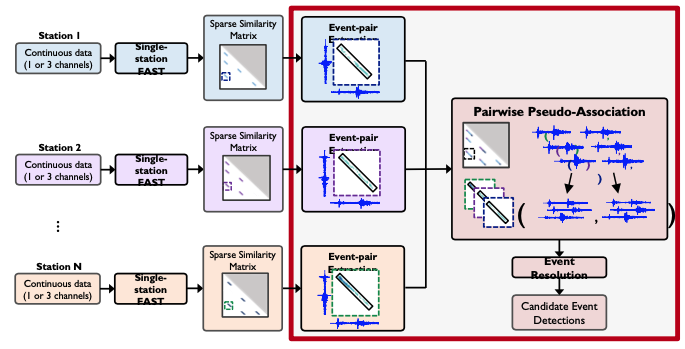 Station 1
Continuous data
(1 or 3 channels)
Single-
station
FAST
Sparse Similarity
Matrix
Event-pair
Extraction
Station 2
Continuous data
(1 or 3 channels)
Single-
station
FAST
Sparse Similarity
Matrix
Event-pair
Extraction
⋮
Station N
Continuous data
(1 or 3 channels)
Single-
station
FAST
Sparse Similarity
Matrix
Event-pair
Extraction
Pairwise Pseudo-Association
( , )
Event
Resolution
Candidate Event
Detections